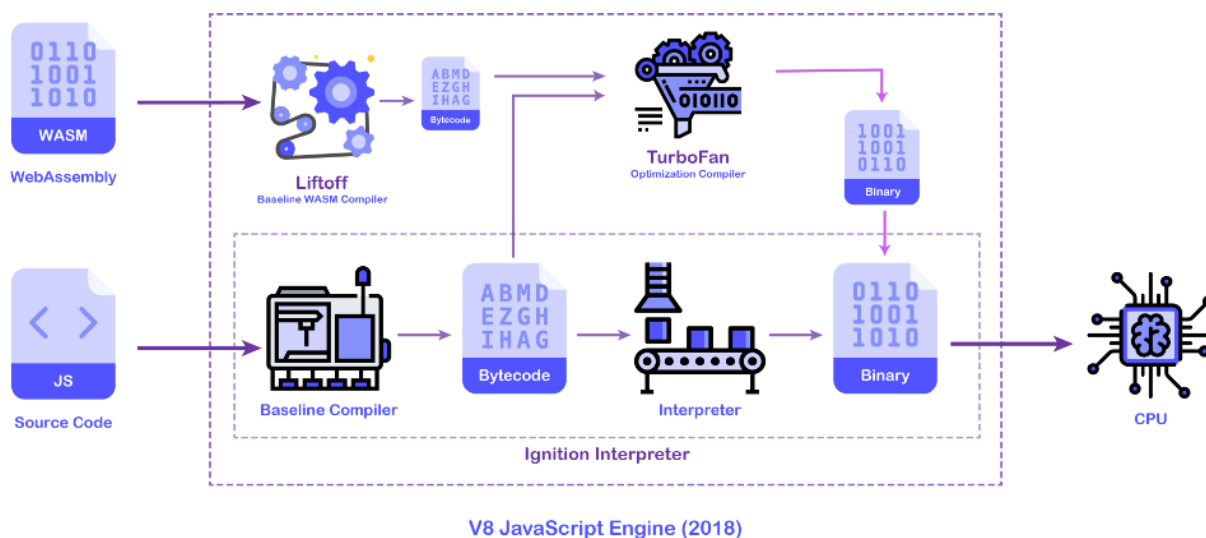 0110
1001
1010
WASM
WebAssembly
Liftoff
Baseline WASM Compiler
ABMD
EZGH
IHAG
Bytecode
010110
TurboFan
Optimization Compiler
1001
1001
0110
Binary
JS
Source Code
Baseline Compiler
ABMD
EZGH
IHAG
Bytecode
Interpreter
0110
1001
1010
Binary
CPU
Ignition Interpreter
V8 JavaScript Engine (2018)